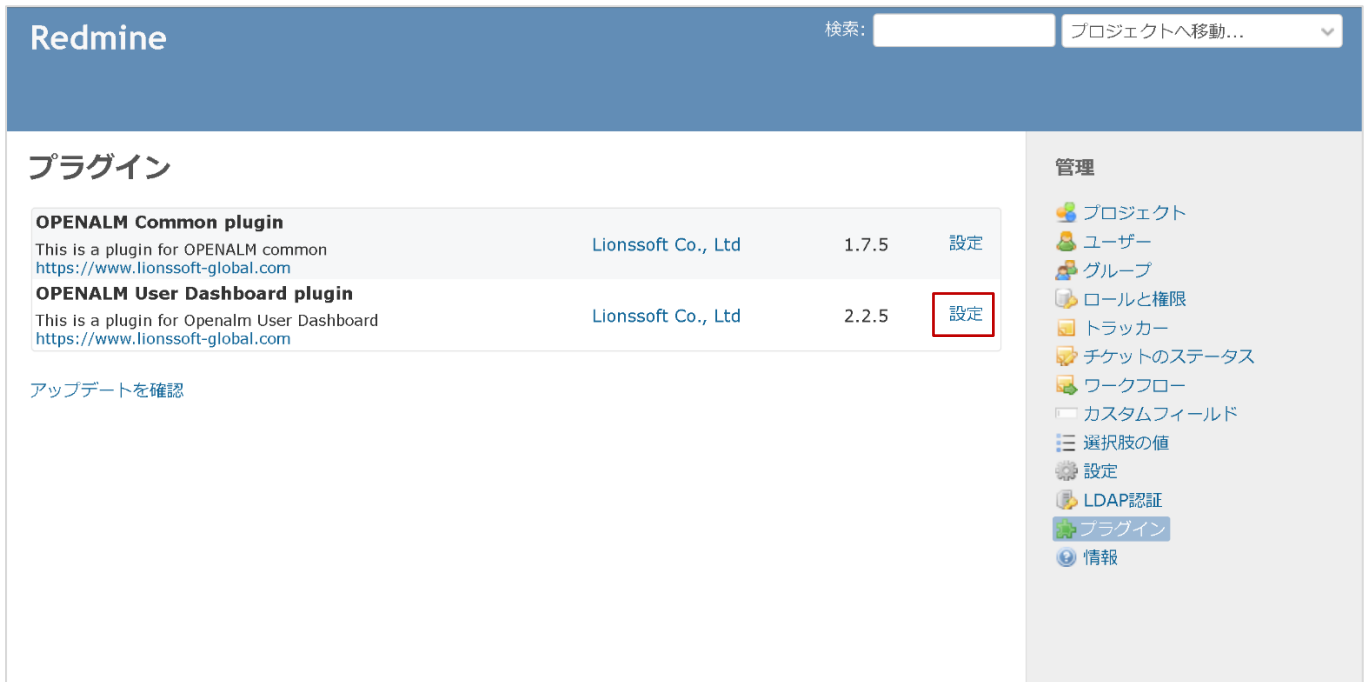 Redmine
検索:
プロジェクトへ移動...
プラグイン
OPENALM Common plugin
This is a plugin for OPENALM common
https://www.lionssoft-global.com
Lionssoft Co., Ltd
1.7.5
設定
OPENALM User Dashboard plugin
This is a plugin for Openalm User Dashboard
https://www.lionssoft-global.com
Lionssoft Co., Ltd
2.2.5
設定
アップデートを確認
管理
プロジェクト
ユーザー
グループ
ロールと権限
トラッカー
チケットのステータス
ワークフロー
カスタムフィールド
選択肢の値
設定
LDAP認証
プラグイン
情報